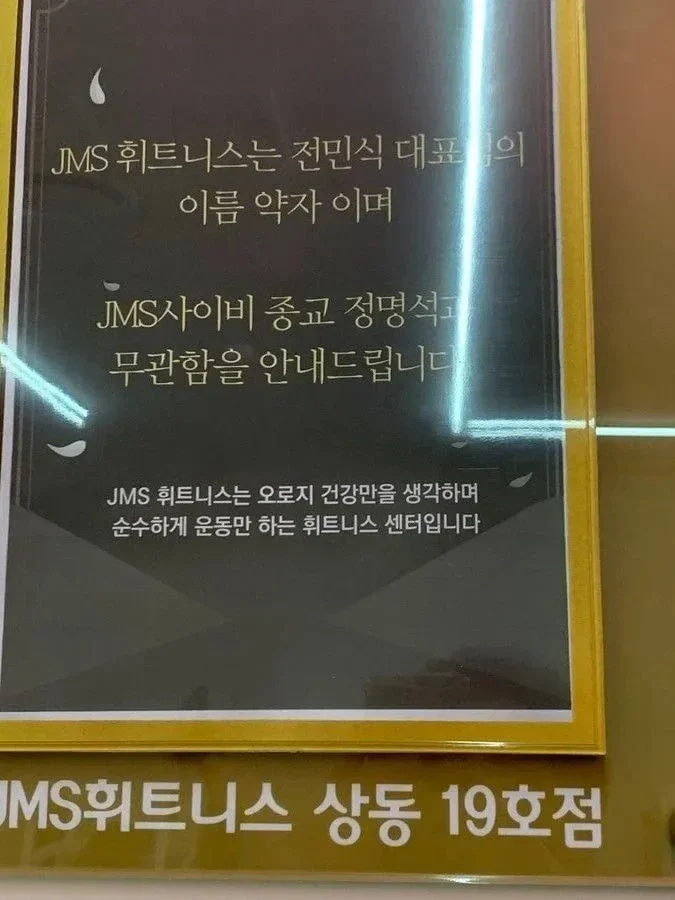 JMS 휘트니스는 전민식 대표님의
이름 약자 이며
JMS사이비 종교 정명석과
무관함을 안내드립니다
JMS 휘트니스는 오로지 건강만을 생각하며
순수하게 운동만 하는 휘트니스 센터입니다
JMS휘트니스 상동 19호점